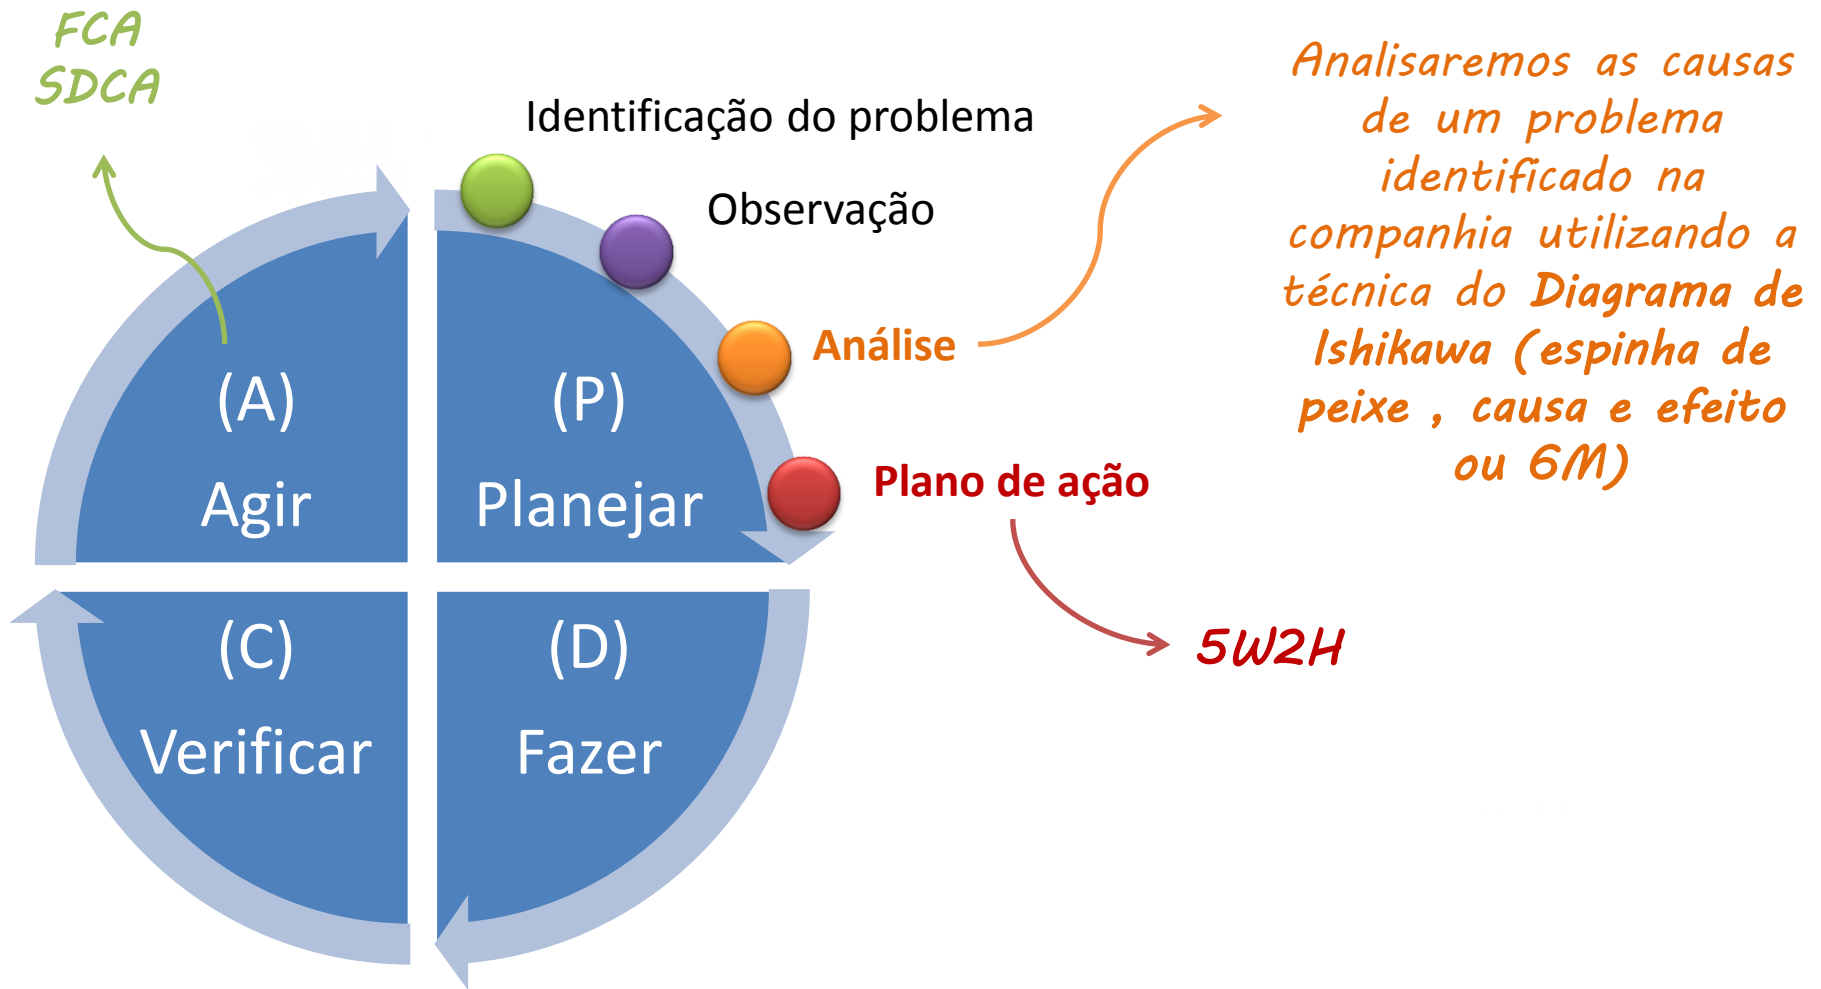 FCA
SDCA
Identificação do problema
Observação
Análise
Plano de ação
5W2H
Analisaremos as causas
de um problema
identificado na
companhia utilizando a
técnica do Diagrama de
Ishikawa (espinha de
peixe , causa e efeito
ou 6M)
(A)
Agir
(P)
Planejar
(C)
Verificar
(D)
Fazer